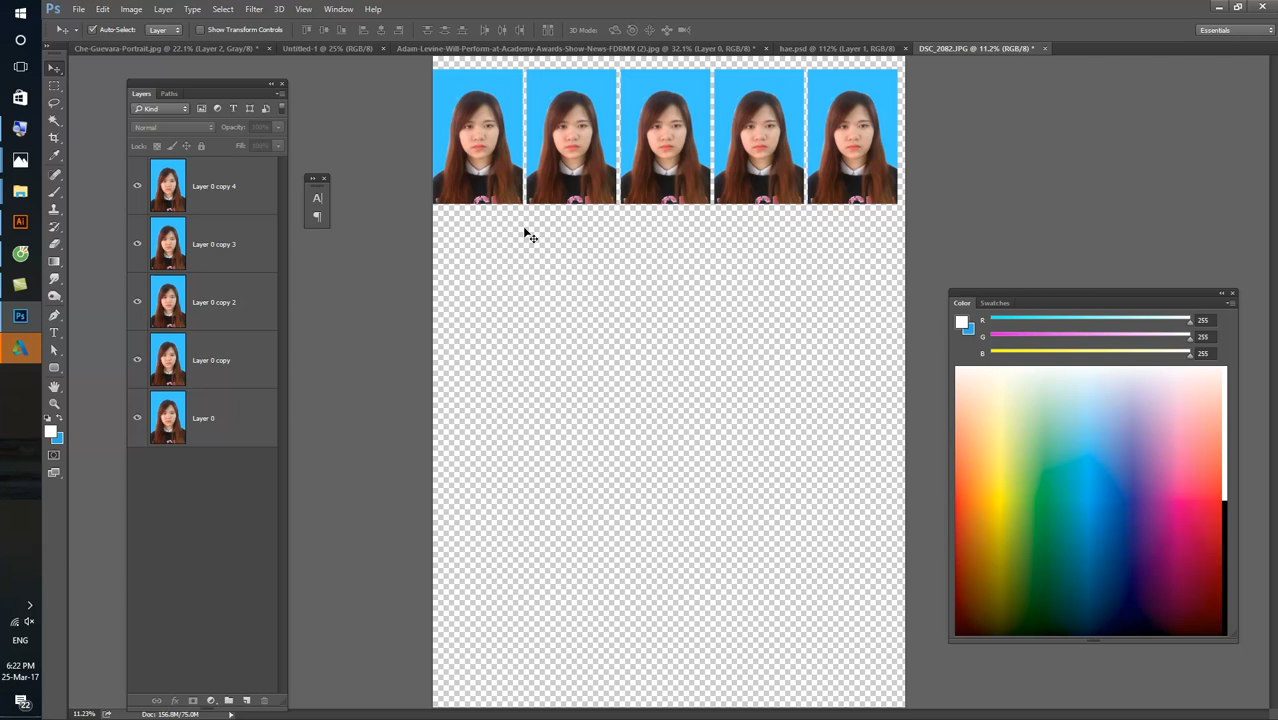 Ps File Edit Image Layer Type Select Filter 3D View Window Help
Auto-Select: Layer Show Transform Controls 3D Mode: Essentials
Che-Guevara-Portrait.jpg @ 22.1% (Layer 2, Gray/8) * × Untitled-1 @ 25% (RGB/8) × Adam-Levine-Will-Perform-at-Academy-Awards-Show-News-FDRMX (2).jpg @ 32.1% (Layer 0, RGB/8) * × hae.psd @ 112% (Layer 1, RGB/8) × DSC_2082.JPG @ 11.2% (RGB/8) * ×
Layers Paths
Kind
Normal Opacity: 100%
Lock: Fill: 100%
Layer 0 copy 4
Layer 0 copy 3
Layer 0 copy 2
Layer 0 copy
Layer 0
A|
¶
Color Swatches
R 255
G 255
B 255
Ai
Ps
T
ENG
6:22 PM
25-Mar-17
22
11.23% Doc: 156.8M/75.0M
fx